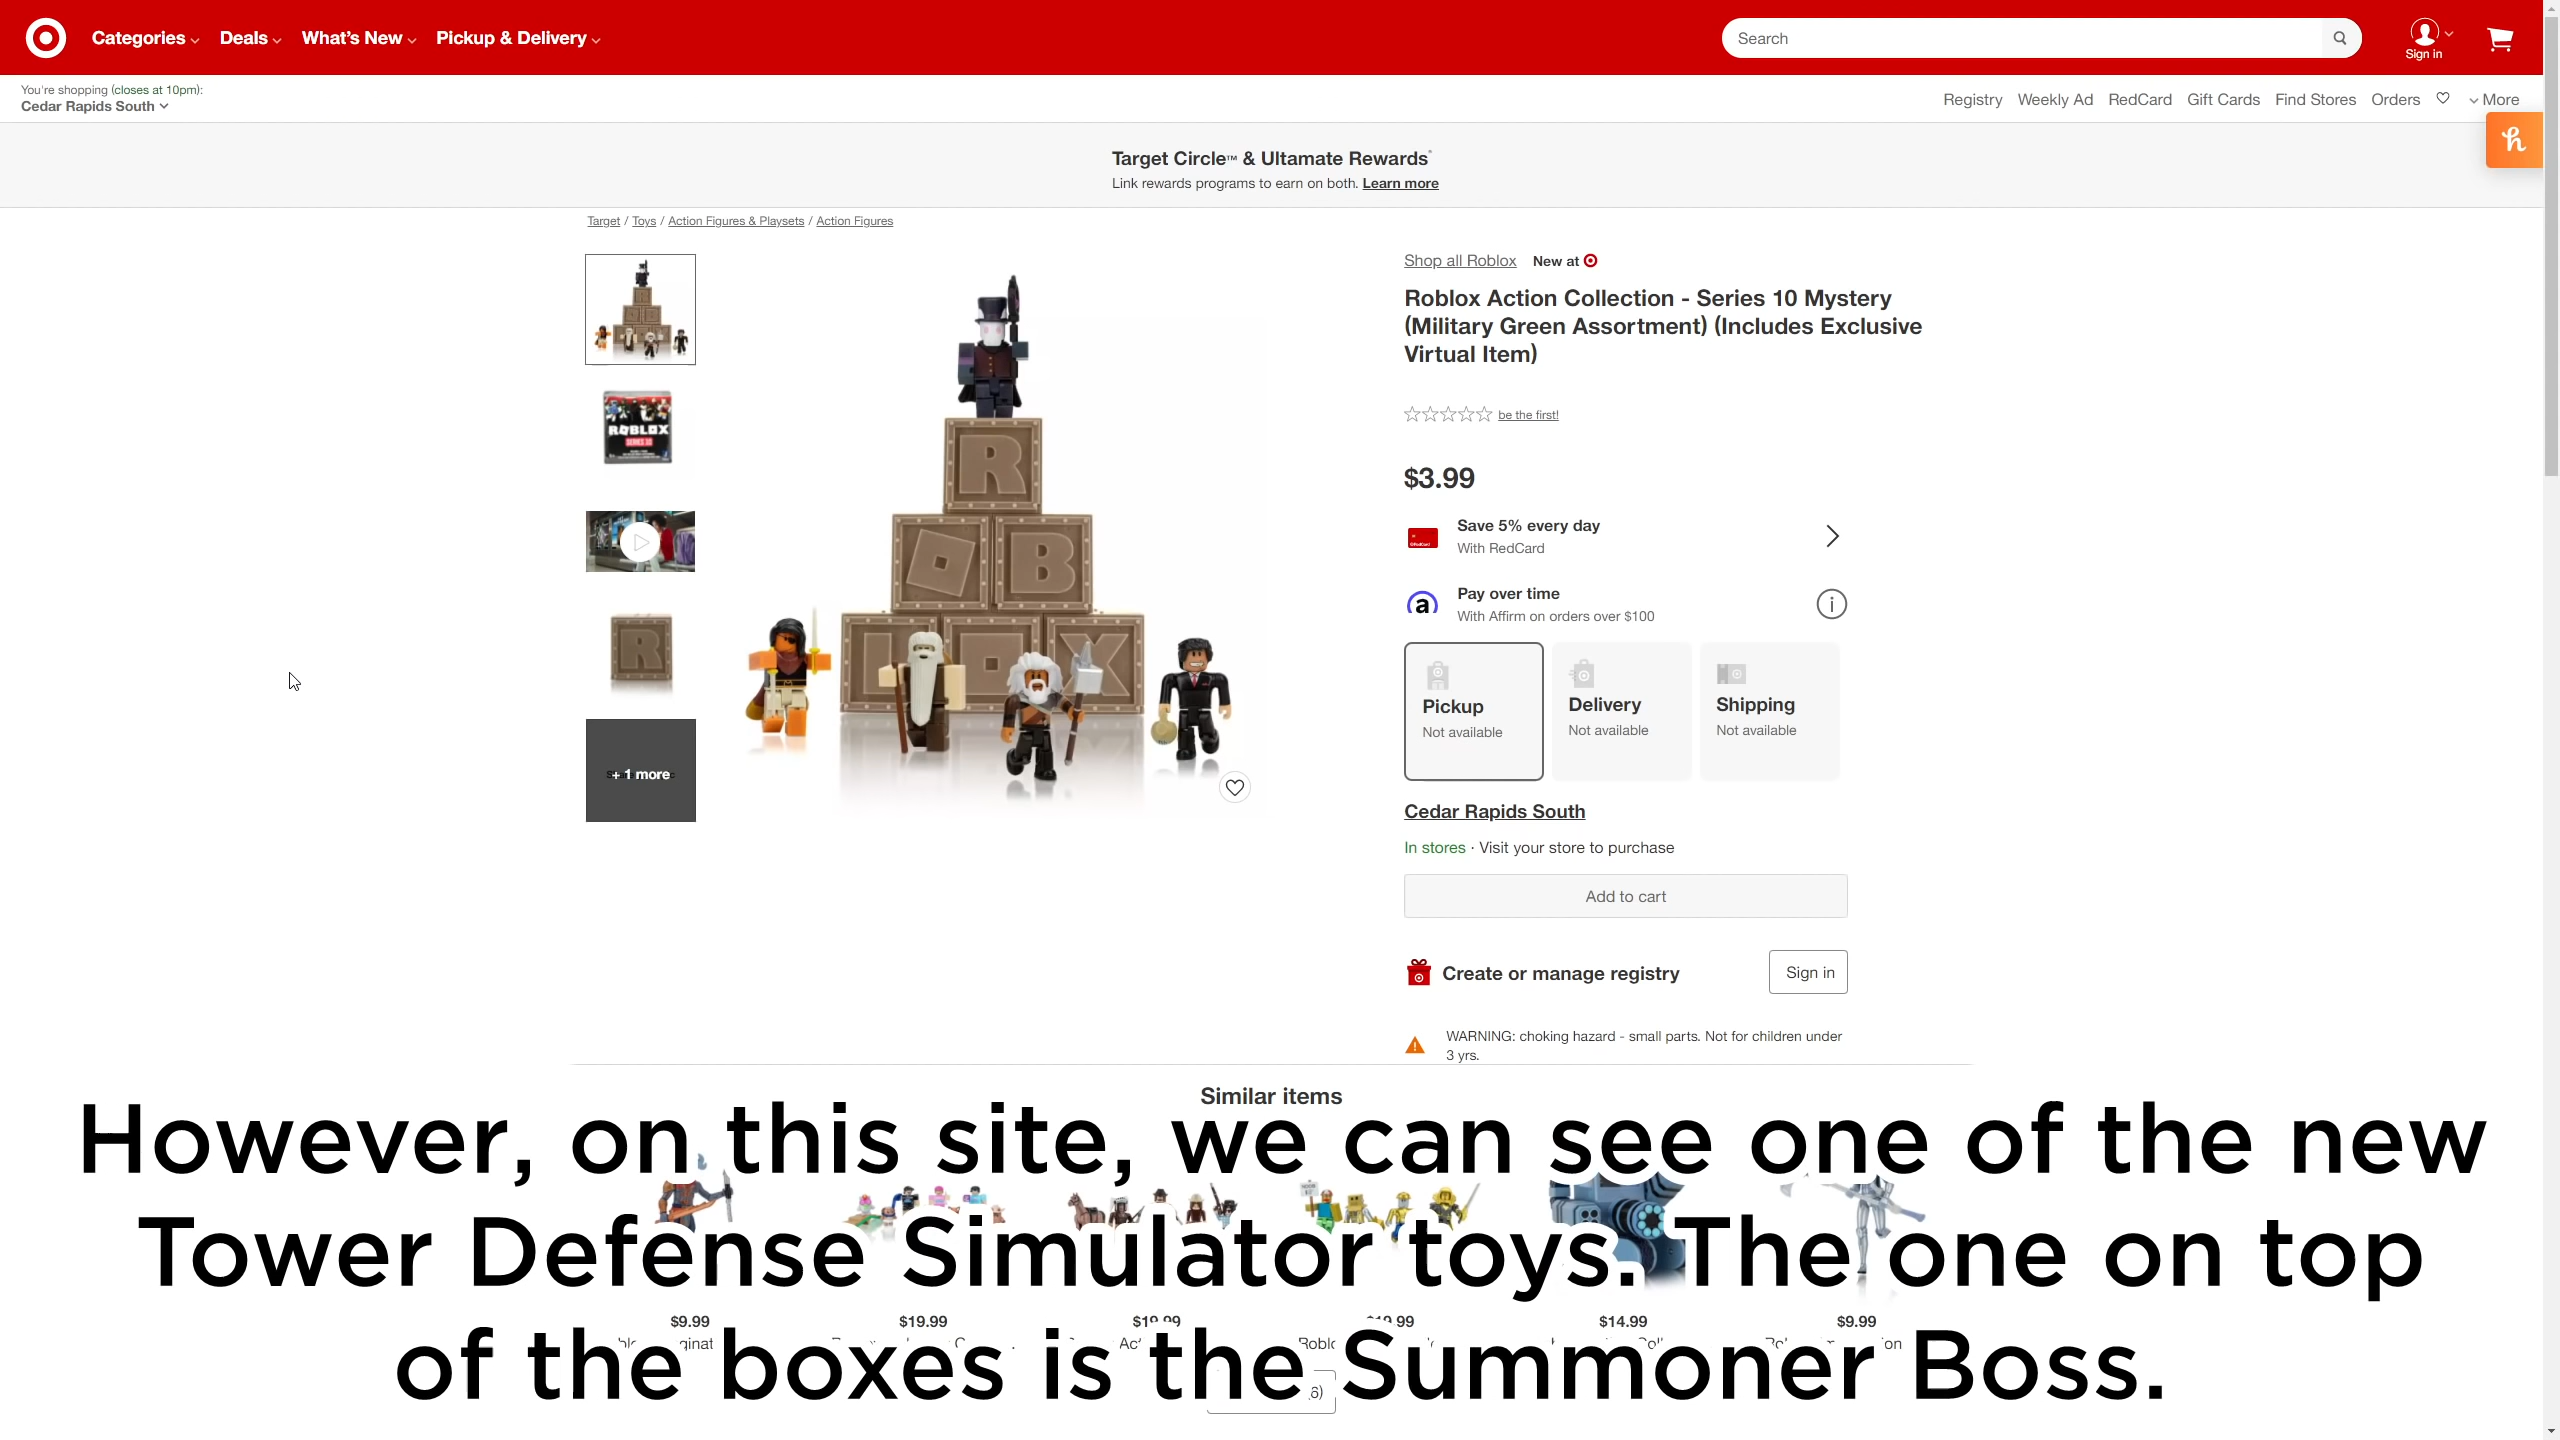 Categories Deals What's New Pickup & Delivery Search Sign in
You're shopping (closes at 10pm):
Cedar Rapids South
Registry Weekly Ad RedCard Gift Cards Find Stores Orders More
Target Circle™ & Ultamate Rewards*
Link rewards programs to earn on both. Learn more
Target / Toys / Action Figures & Playsets / Action Figures
Shop all Roblox New at
Roblox Action Collection - Series 10 Mystery
(Military Green Assortment) (Includes Exclusive
Virtual Item)
be the first!
$3.99
Save 5% every day
With RedCard
Pay over time
With Affirm on orders over $100
Pickup
Not available
Delivery
Not available
Shipping
Not available
Cedar Rapids South
In stores · Visit your store to purchase
Add to cart
Create or manage registry Sign in
WARNING: choking hazard - small parts. Not for children under
3 yrs.
ROBLOX
SERIES 10
R
+ 1 more
R
B
L O X
Similar items
However, on this site, we can see one of the new
Tower Defense Simulator toys. The one on top
of the boxes is the Summoner Boss.
$9.99 $19.99 $19.99 $19.99 $14.99 $9.99